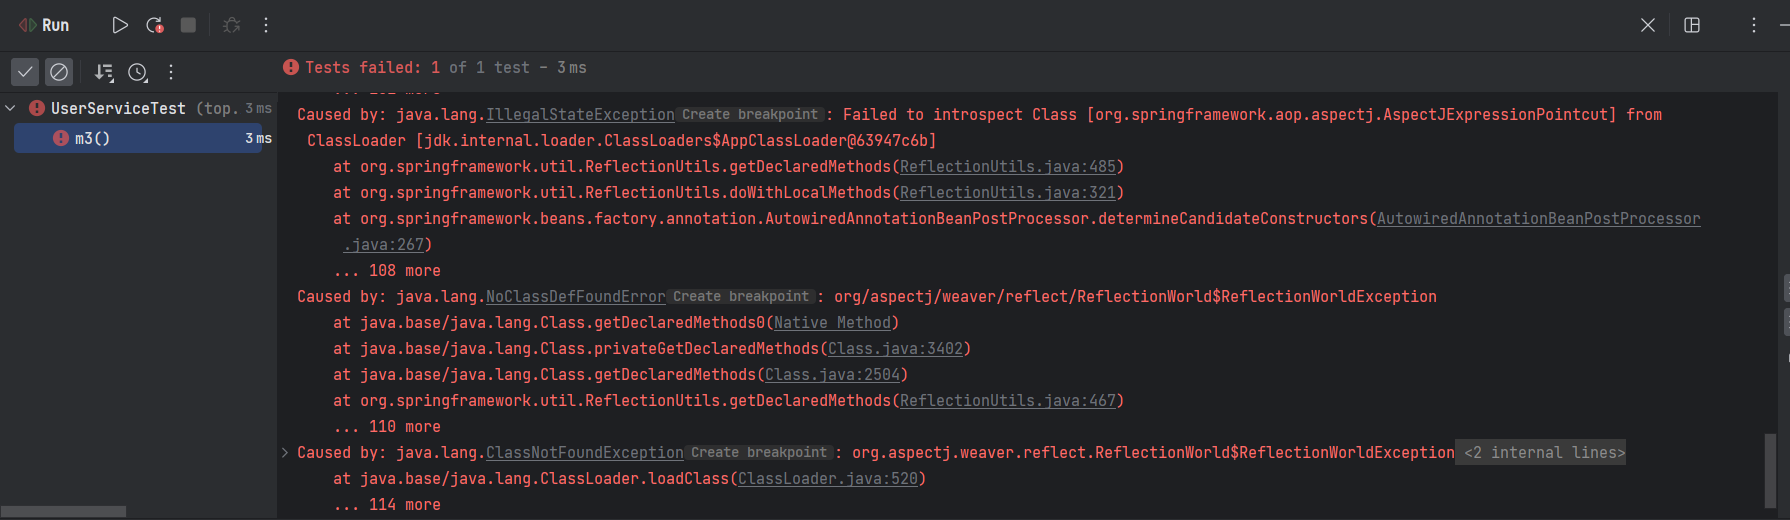 Run
Tests failed: 1 of 1 test – 3 ms
UserServiceTest (top. 3 ms
m3() 3 ms
Caused by: java.lang.IllegalStateException Create breakpoint : Failed to introspect Class [org.springframework.aop.aspectj.AspectJExpressionPointcut] from
ClassLoader [jdk.internal.loader.ClassLoaders$AppClassLoader@63947c6b]
at org.springframework.util.ReflectionUtils.getDeclaredMethods(ReflectionUtils.java:485)
at org.springframework.util.ReflectionUtils.doWithLocalMethods(ReflectionUtils.java:321)
at org.springframework.beans.factory.annotation.AutowiredAnnotationBeanPostProcessor.determineCandidateConstructors(AutowiredAnnotationBeanPostProcessor
.java:267)
... 108 more
Caused by: java.lang.NoClassDefFoundError Create breakpoint : org/aspectj/weaver/reflect/ReflectionWorld$ReflectionWorldException
at java.base/java.lang.Class.getDeclaredMethods0(Native Method)
at java.base/java.lang.Class.privateGetDeclaredMethods(Class.java:3402)
at java.base/java.lang.Class.getDeclaredMethods(Class.java:2504)
at org.springframework.util.ReflectionUtils.getDeclaredMethods(ReflectionUtils.java:467)
... 110 more
Caused by: java.lang.ClassNotFoundException Create breakpoint : org.aspectj.weaver.reflect.ReflectionWorld$ReflectionWorldException <2 internal lines>
at java.base/java.lang.ClassLoader.loadClass(ClassLoader.java:520)
... 114 more